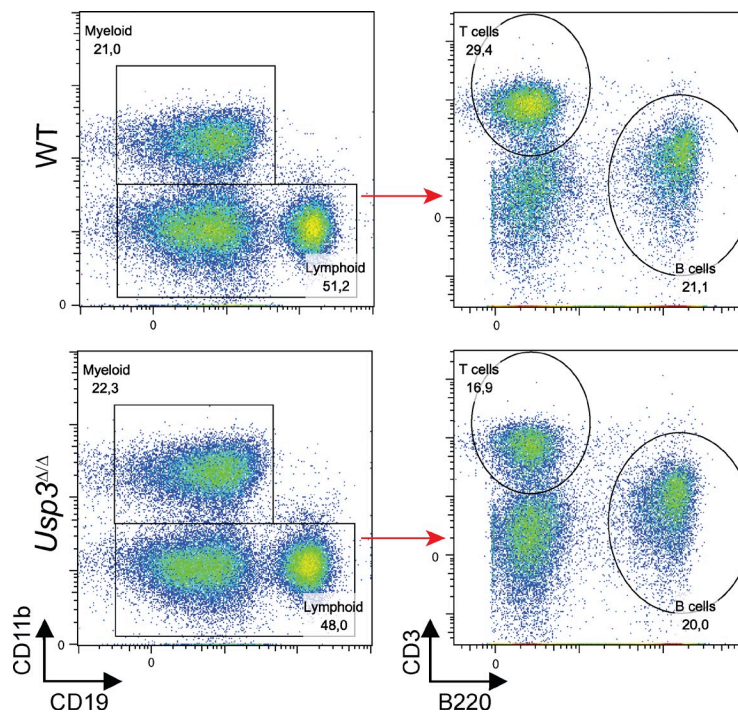 Myeloid
21,0
T cells
29,4
WT
0
Lymphoid
51,2
0
0
B cells
21,1
0
Myeloid
22,3
T cells
16,9
Usp3Δ/Δ
0
Lymphoid
48,0
0
0
B cells
20,0
0
CD11b
CD19
CD3
B220